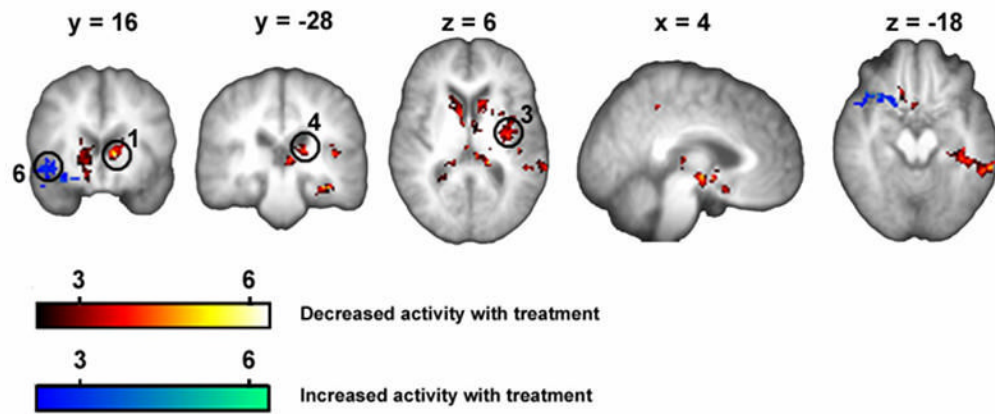 y = 16 y = -28 z = 6 x = 4 z = -18
1 4 3
6
3 6
Decreased activity with treatment
3 6
Increased activity with treatment